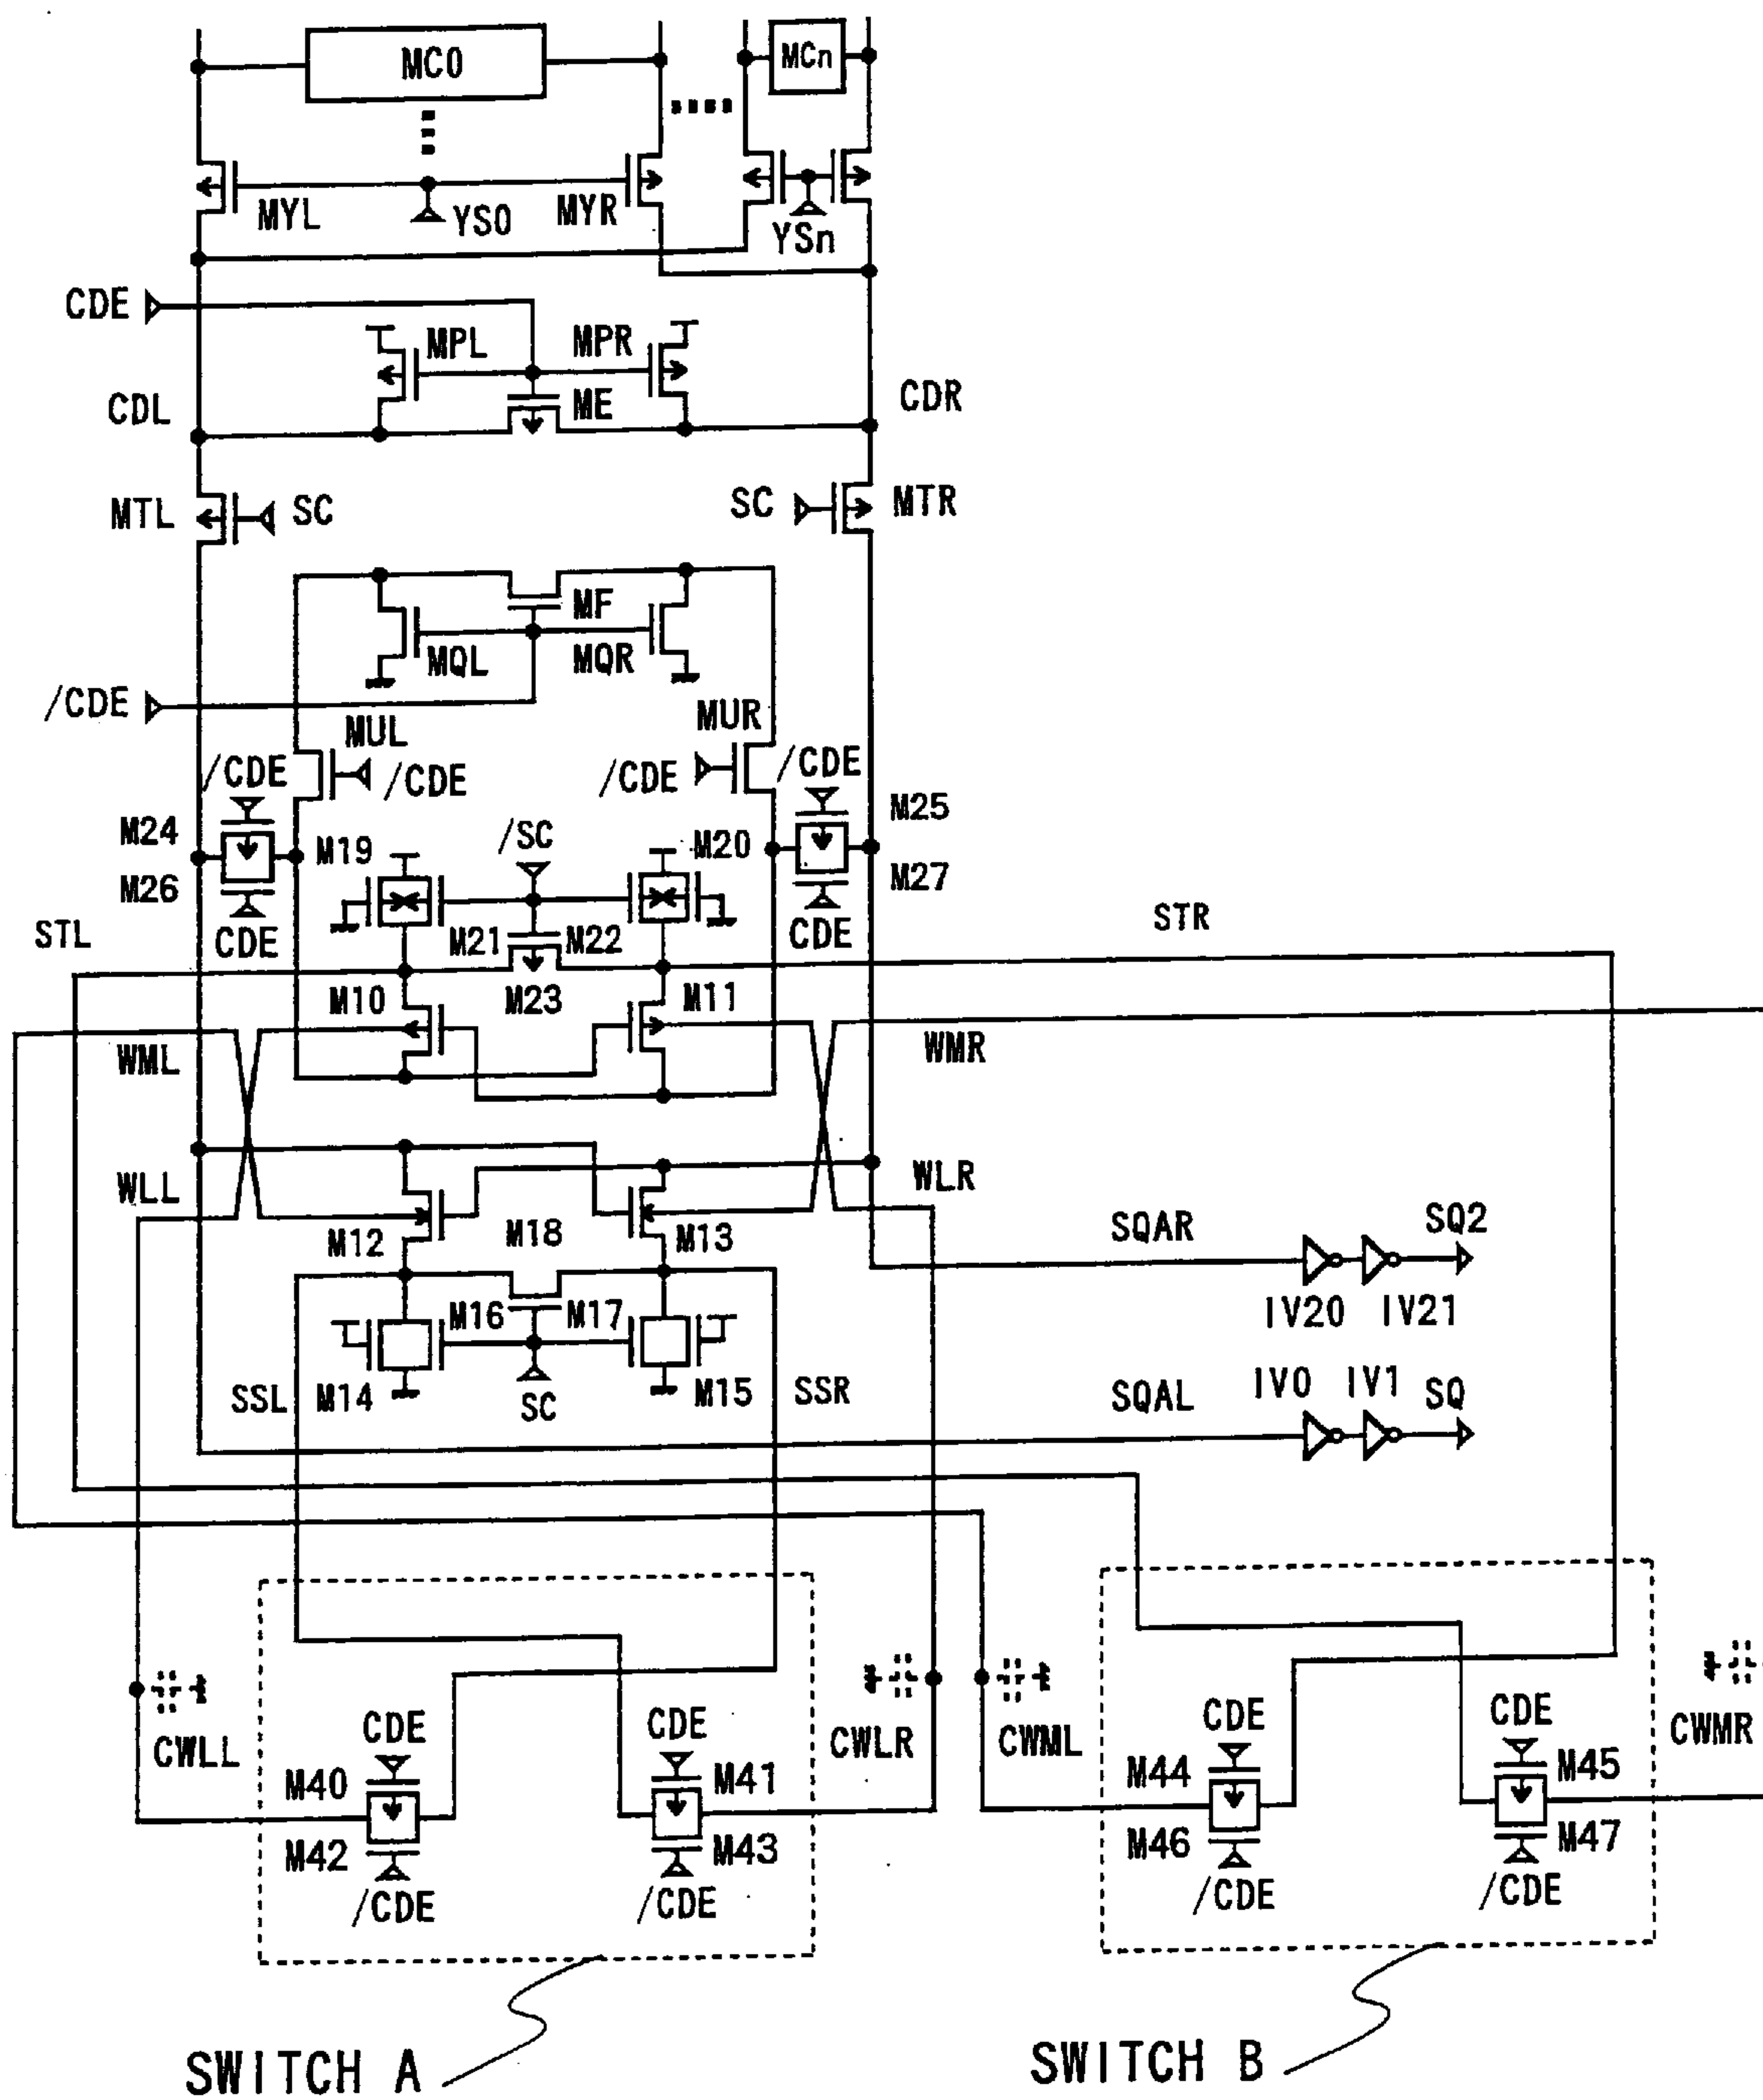 MC0
MCn
MYL
YS0
MYR
YSn
CDE
MPL
MPR
CDL
ME
CDR
MTL
SC
SC
MTR
MF
MQL
MQR
/CDE
MUL
MUR
/CDE
/CDE
/CDE
/CDE
M24
M19
/SC
M20
M25
M26
M27
STL
CDE
M21
M22
CDE
STR
M10
M23
M11
WML
WMR
WLL
WLR
M12
M18
M13
SQAR
SQ2
M16
M17
IV20
IV21
SSL
M14
SC
M15
SSR
SQAL
IV0
IV1
SQ
CWLL
CDE
CDE
CWLR
CWML
CDE
CDE
CWMR
M40
M41
M44
M45
M42
M43
M46
M47
/CDE
/CDE
/CDE
/CDE
SWITCH A
SWITCH B